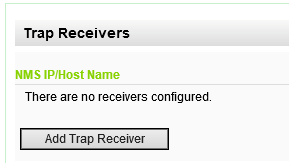 Trap Receivers
NMS IP/Host Name
There are no receivers configured.
Add Trap Receiver